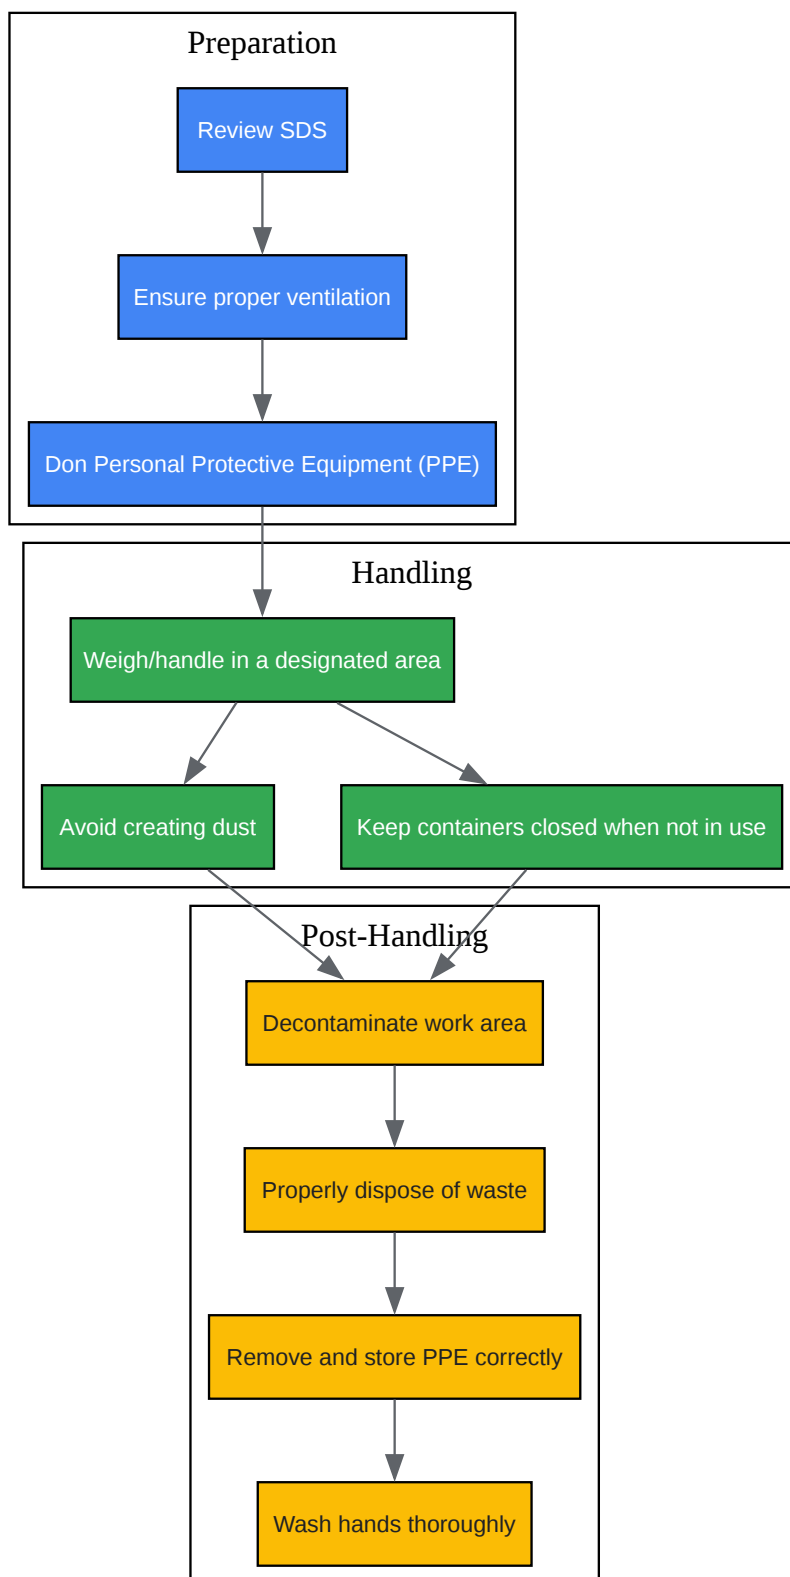 Preparation
Review SDS
Ensure proper ventilation
Don Personal Protective Equipment (PPE)
Handling
Weigh/handle in a designated area
Avoid creating dust
Keep containers closed when not in use
Post-Handling
Decontaminate work area
Properly dispose of waste
Remove and store PPE correctly
Wash hands thoroughly